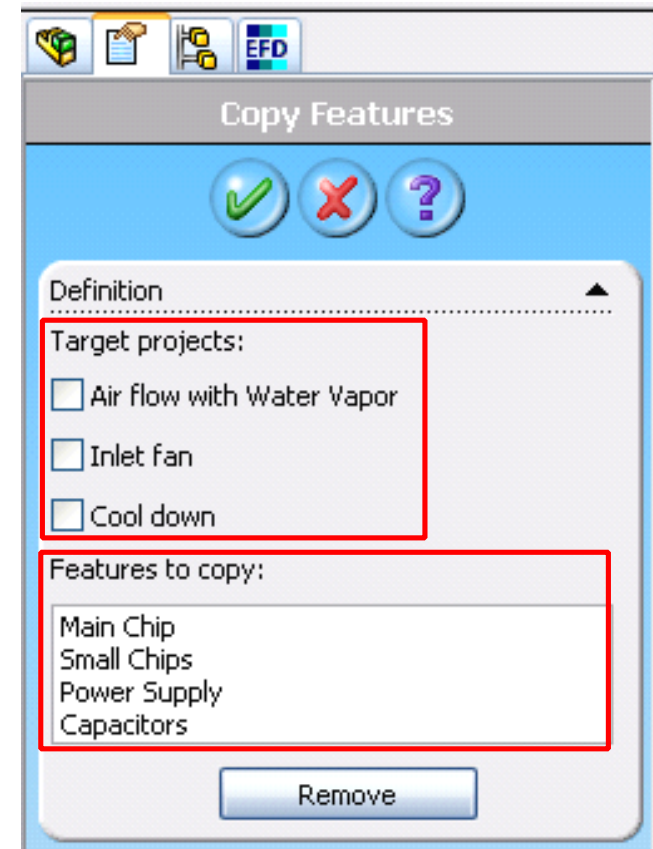 EFD
Copy Features
Definition
Target projects:
Air flow with Water Vapor
Inlet fan
Cool down
Features to copy:
Main Chip
Small Chips
Power Supply
Capacitors
Remove